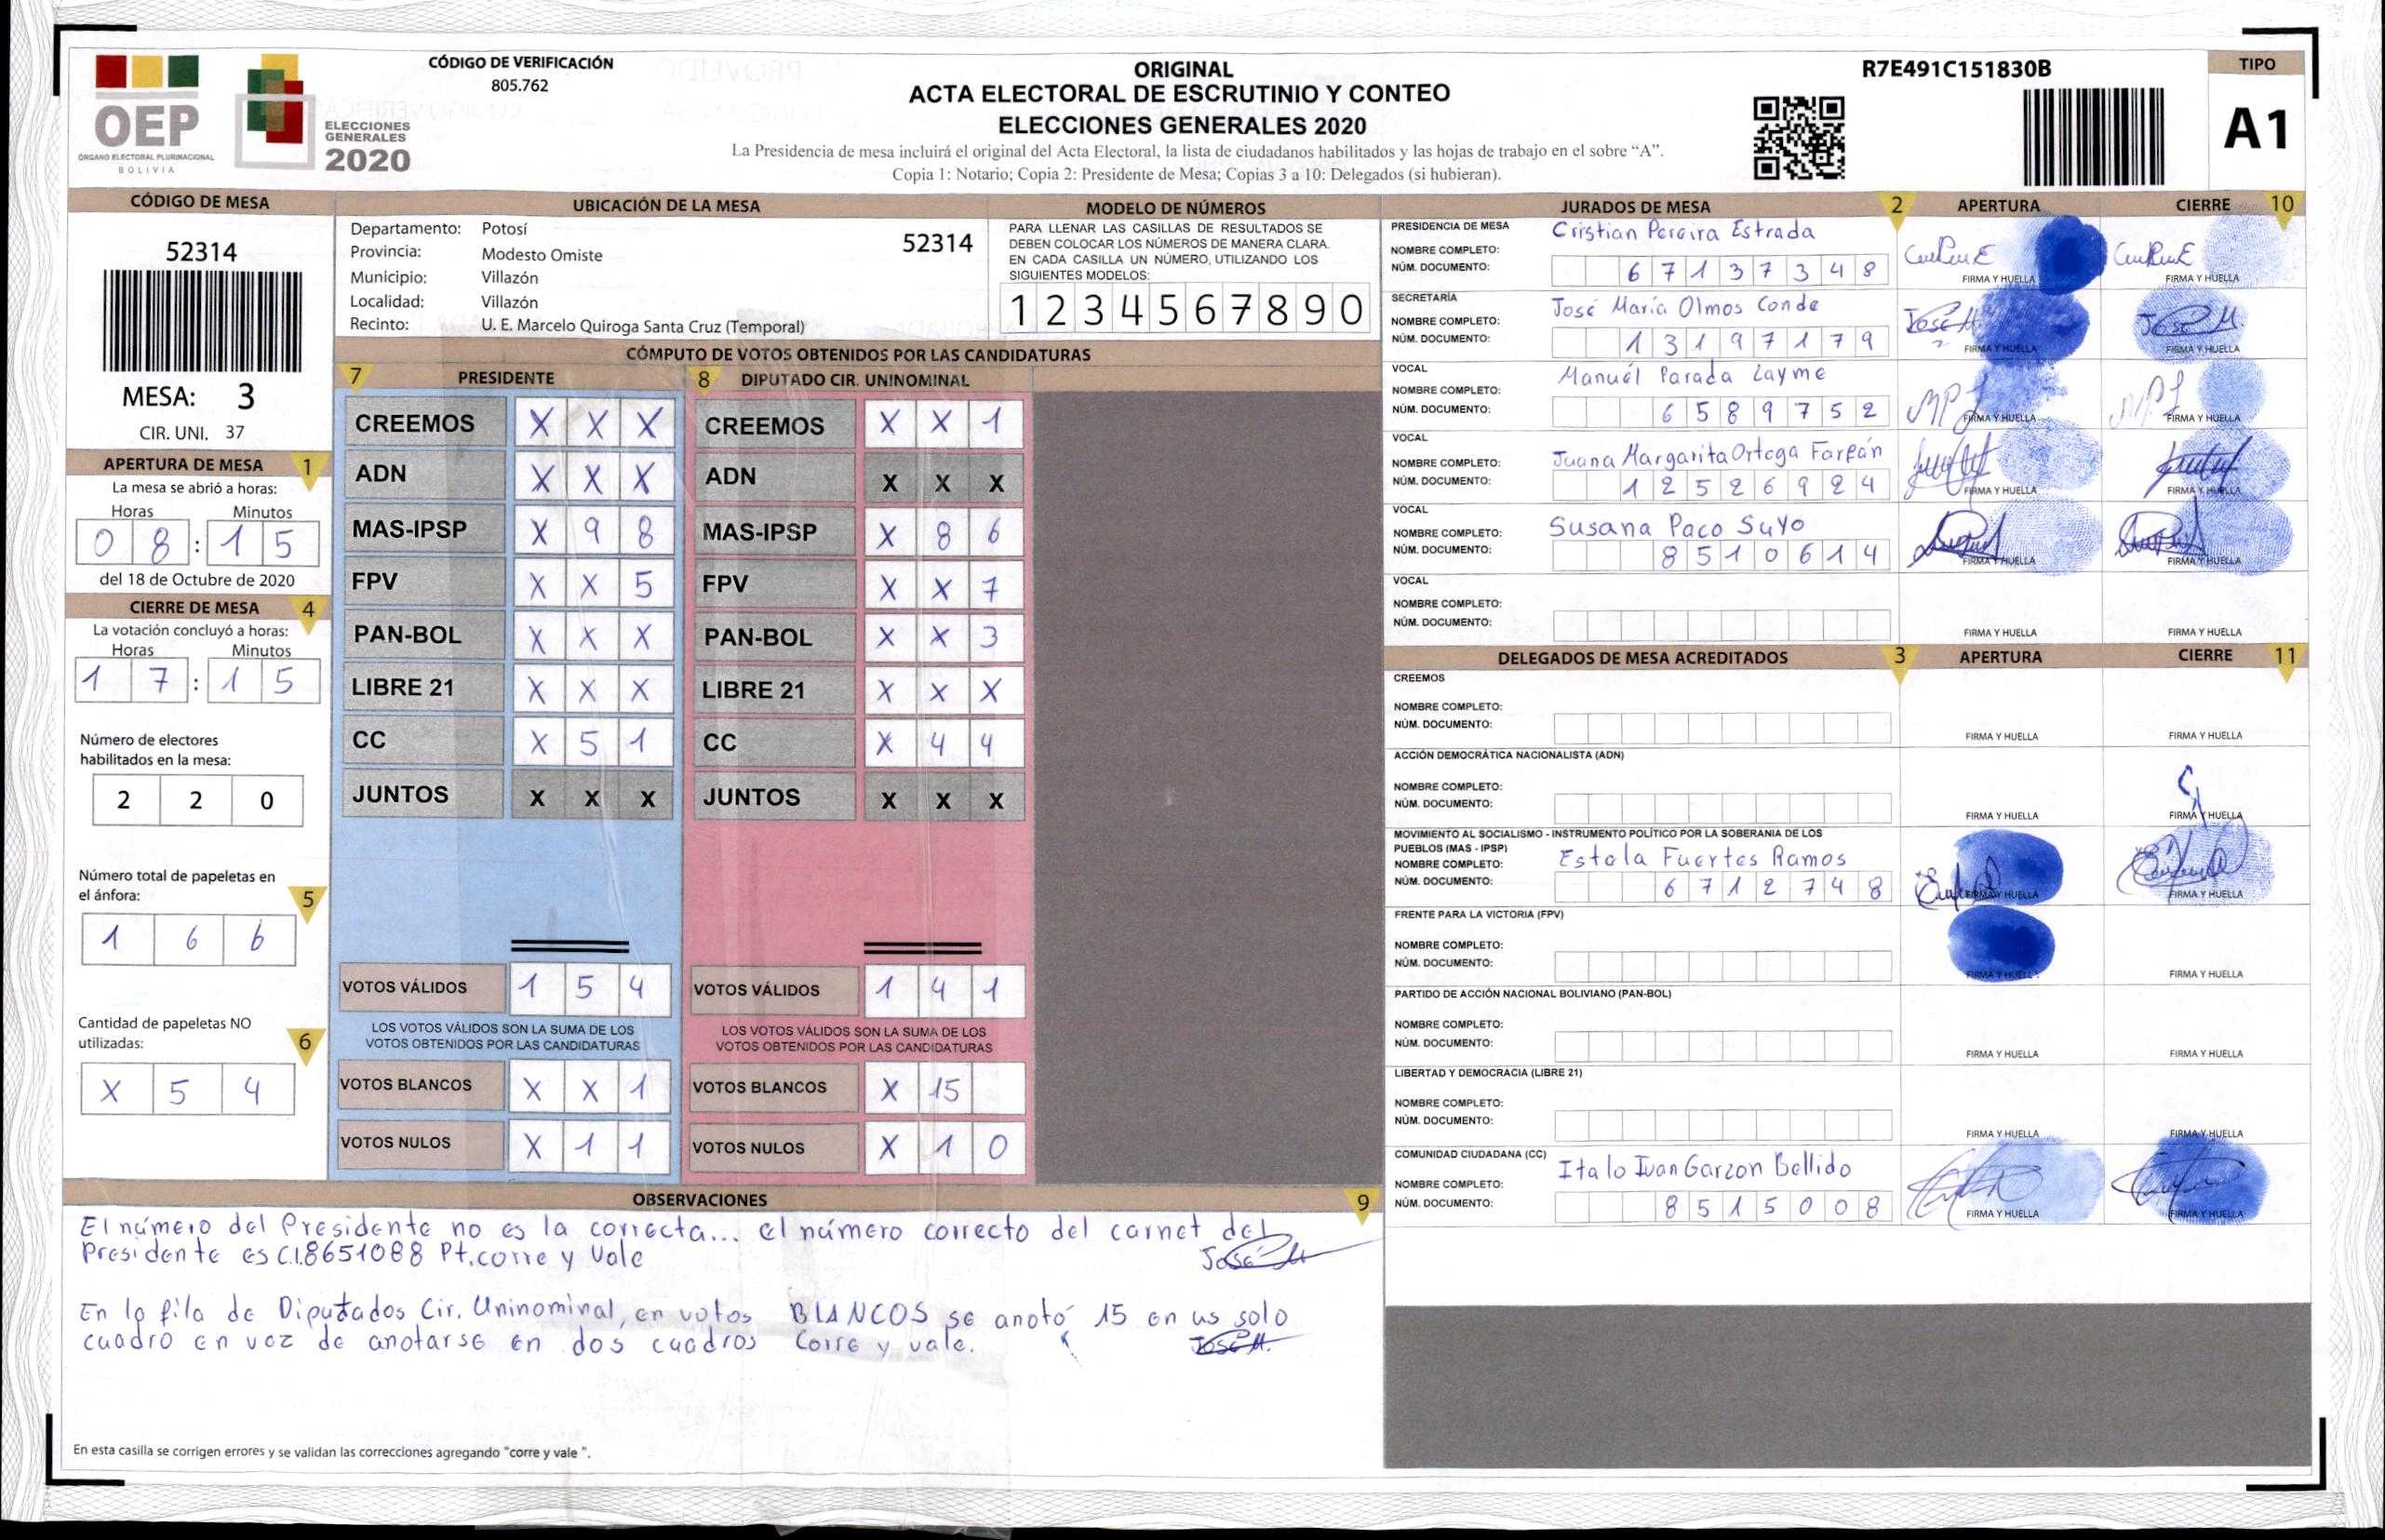 OEP
ÓRGANO ELECTORAL PLURINACIONAL
BOLIVIA
ELECCIONES
GENERALES
2020
CÓDIGO DE VERIFICACIÓN
805.762
ORIGINAL
ACTA ELECTORAL DE ESCRUTINIO Y CONTEO
ELECCIONES GENERALES 2020
La Presidencia de mesa incluirá el original del Acta Electoral, la lista de ciudadanos habilitados y las hojas de trabajo en el sobre “A”.
Copia 1: Notario; Copia 2: Presidente de Mesa; Copias 3 a 10: Delegados (si hubieran).
R7E491C151830B
TIPO
A1
CÓDIGO DE MESA
52314
MESA: 3
CIR. UNI. 37
APERTURA DE MESA 1
La mesa se abrió a horas:
Horas Minutos
0 8 : 1 5
del 18 de Octubre de 2020
CIERRE DE MESA 4
La votación concluyó a horas:
Horas Minutos
1 7 : 1 5
Número de electores
habilitados en la mesa:
2 2 0
Número total de papeletas en
el ánfora: 5
1 6 6
Cantidad de papeletas NO
utilizadas: 6
X 5 4
UBICACIÓN DE LA MESA
Departamento: Potosí
52314
Provincia: Modesto Omiste
Municipio: Villazón
Localidad: Villazón
Recinto: U. E. Marcelo Quiroga Santa Cruz (Temporal)
MODELO DE NÚMEROS
PARA LLENAR LAS CASILLAS DE RESULTADOS SE
DEBEN COLOCAR LOS NÚMEROS DE MANERA CLARA.
EN CADA CASILLA UN NÚMERO, UTILIZANDO LOS
SIGUIENTES MODELOS:
1 2 3 4 5 6 7 8 9 0
CÓMPUTO DE VOTOS OBTENIDOS POR LAS CANDIDATURAS
7 PRESIDENTE
CREEMOS X X X
ADN X X X
MAS-IPSP X 9 8
FPV X X 5
PAN-BOL X X X
LIBRE 21 X X X
CC X 5 1
JUNTOS X X X
VOTOS VÁLIDOS 1 5 4
LOS VOTOS VÁLIDOS SON LA SUMA DE LOS
VOTOS OBTENIDOS POR LAS CANDIDATURAS
VOTOS BLANCOS X X 1
VOTOS NULOS X 1 1
8 DIPUTADO CIR. UNINOMINAL
CREEMOS X X 1
ADN X X X
MAS-IPSP X 8 6
FPV X X 7
PAN-BOL X X 3
LIBRE 21 X X X
CC X 4 4
JUNTOS X X X
VOTOS VÁLIDOS 1 4 1
LOS VOTOS VÁLIDOS SON LA SUMA DE LOS
VOTOS OBTENIDOS POR LAS CANDIDATURAS
VOTOS BLANCOS X 15
VOTOS NULOS X 1 0
JURADOS DE MESA 2 APERTURA CIERRE 10
PRESIDENCIA DE MESA
NOMBRE COMPLETO: Cristian Pereira Estrada
NÚM. DOCUMENTO: 6 7 1 3 7 3 4 8
FIRMA Y HUELLA FIRMA Y HUELLA
SECRETARÍA
NOMBRE COMPLETO: José María Olmos Conde
NÚM. DOCUMENTO: 1 3 1 9 7 1 7 9
José M. José M.
FIRMA Y HUELLA FIRMA Y HUELLA
VOCAL
NOMBRE COMPLETO: Manuél Parada Layme
NÚM. DOCUMENTO: 6 5 8 9 7 5 2
FIRMA Y HUELLA FIRMA Y HUELLA
VOCAL
NOMBRE COMPLETO: Juana Margarita Ortega Farfán
NÚM. DOCUMENTO: 1 2 5 2 6 9 2 4
FIRMA Y HUELLA FIRMA Y HUELLA
VOCAL
NOMBRE COMPLETO: Susana Paco Suyo
NÚM. DOCUMENTO: 8 5 1 0 6 1 4
FIRMA Y HUELLA FIRMA Y HUELLA
VOCAL
NOMBRE COMPLETO:
NÚM. DOCUMENTO:
FIRMA Y HUELLA FIRMA Y HUELLA
DELEGADOS DE MESA ACREDITADOS 3 APERTURA CIERRE 11
CREEMOS
NOMBRE COMPLETO:
NÚM. DOCUMENTO:
FIRMA Y HUELLA FIRMA Y HUELLA
ACCIÓN DEMOCRÁTICA NACIONALISTA (ADN)
NOMBRE COMPLETO:
NÚM. DOCUMENTO:
FIRMA Y HUELLA FIRMA Y HUELLA
MOVIMIENTO AL SOCIALISMO - INSTRUMENTO POLÍTICO POR LA SOBERANIA DE LOS
PUEBLOS (MAS - IPSP)
NOMBRE COMPLETO: Estela Fuertes Ramos
NÚM. DOCUMENTO: 6 7 1 2 7 4 8
FIRMA Y HUELLA FIRMA Y HUELLA
FRENTE PARA LA VICTORIA (FPV)
NOMBRE COMPLETO:
NÚM. DOCUMENTO:
FIRMA Y HUELLA FIRMA Y HUELLA
PARTIDO DE ACCIÓN NACIONAL BOLIVIANO (PAN-BOL)
NOMBRE COMPLETO:
NÚM. DOCUMENTO:
FIRMA Y HUELLA FIRMA Y HUELLA
LIBERTAD Y DEMOCRACIA (LIBRE 21)
NOMBRE COMPLETO:
NÚM. DOCUMENTO:
FIRMA Y HUELLA FIRMA Y HUELLA
COMUNIDAD CIUDADANA (CC)
NOMBRE COMPLETO: Italo Ivan Garzon Bellido
NÚM. DOCUMENTO: 8 5 1 5 0 0 8
FIRMA Y HUELLA FIRMA Y HUELLA
OBSERVACIONES 9
El número del Presidente no es la correcta... el número correcto del carnet del
Presidente es C.I.8651088 Pt. corre y Vale José M
En la fila de Diputados Cir. Uninominal, en votos BLANCOS se anotó 15 en us solo
cuadro en vez de anotarse en dos cuadros Corre y vale. José M.
En esta casilla se corrigen errores y se validan las correcciones agregando "corre y vale ".